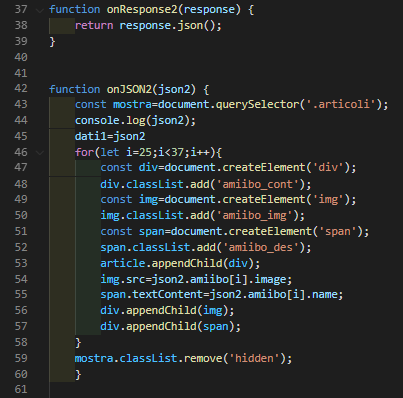 37 function onResponse2(response) {
38     return response.json();
39 }
40
41
42 function onJSON2(json2) {
43     const mostra=document.querySelector('.articoli');
44     console.log(json2);
45     dati1=json2
46     for(let i=25;i<37;i++){
47         const div=document.createElement('div');
48         div.classList.add('amiibo_cont');
49         const img=document.createElement('img');
50         img.classList.add('amiibo_img');
51         const span=document.createElement('span');
52         span.classList.add('amiibo_des');
53         article.appendChild(div);
54         img.src=json2.amiibo[i].image;
55         span.textContent=json2.amiibo[i].name;
56         div.appendChild(img);
57         div.appendChild(span);
58     }
59     mostra.classList.remove('hidden');
60     }
61